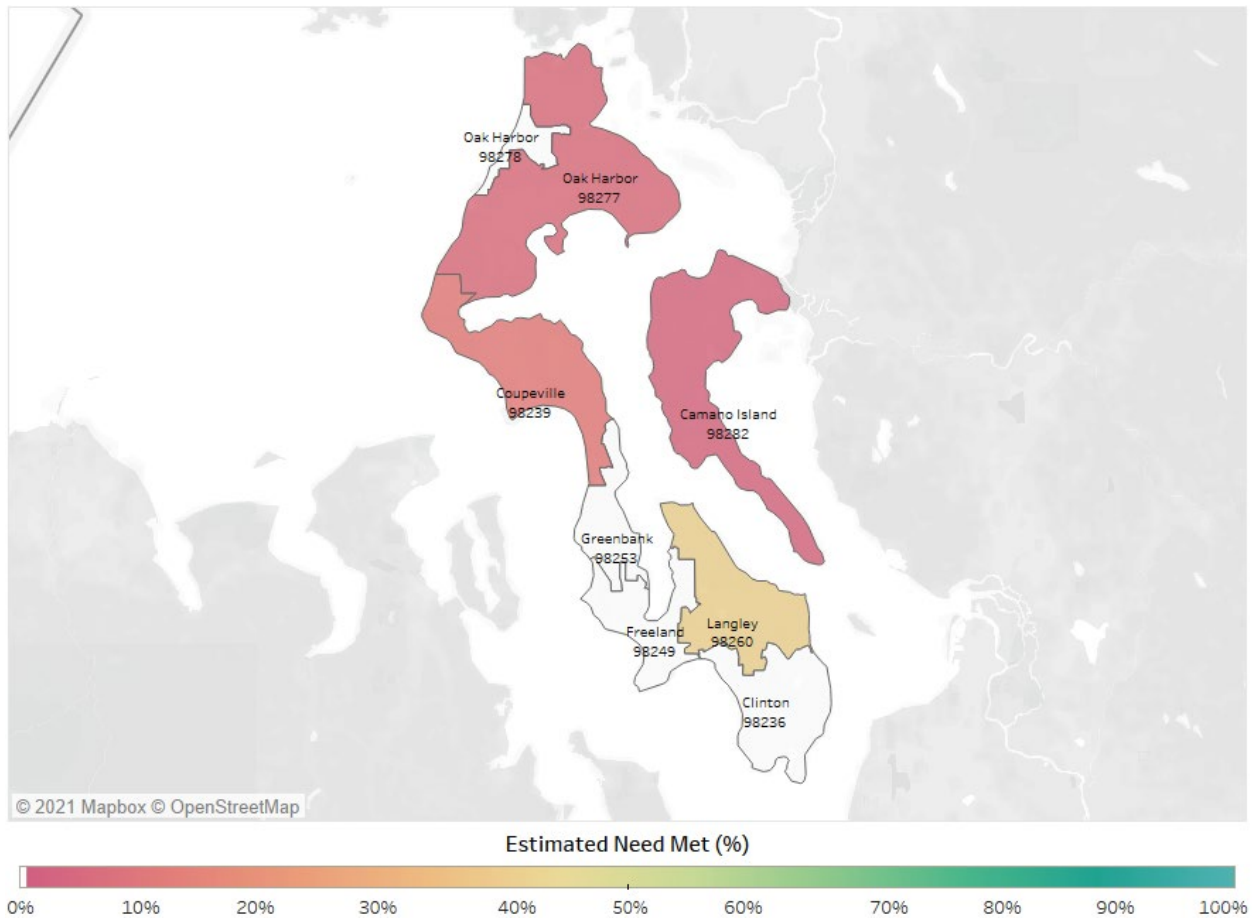 Oak Harbor
98278
Oak Harbor
98277
Coupeville
98239
Camano Island
98282
Greenbank
98253
Freeland
98249
Langley
98260
Clinton
98236
© 2021 Mapbox © OpenStreetMap
Estimated Need Met (%)
0% 10% 20% 30% 40% 50% 60% 70% 80% 90% 100%